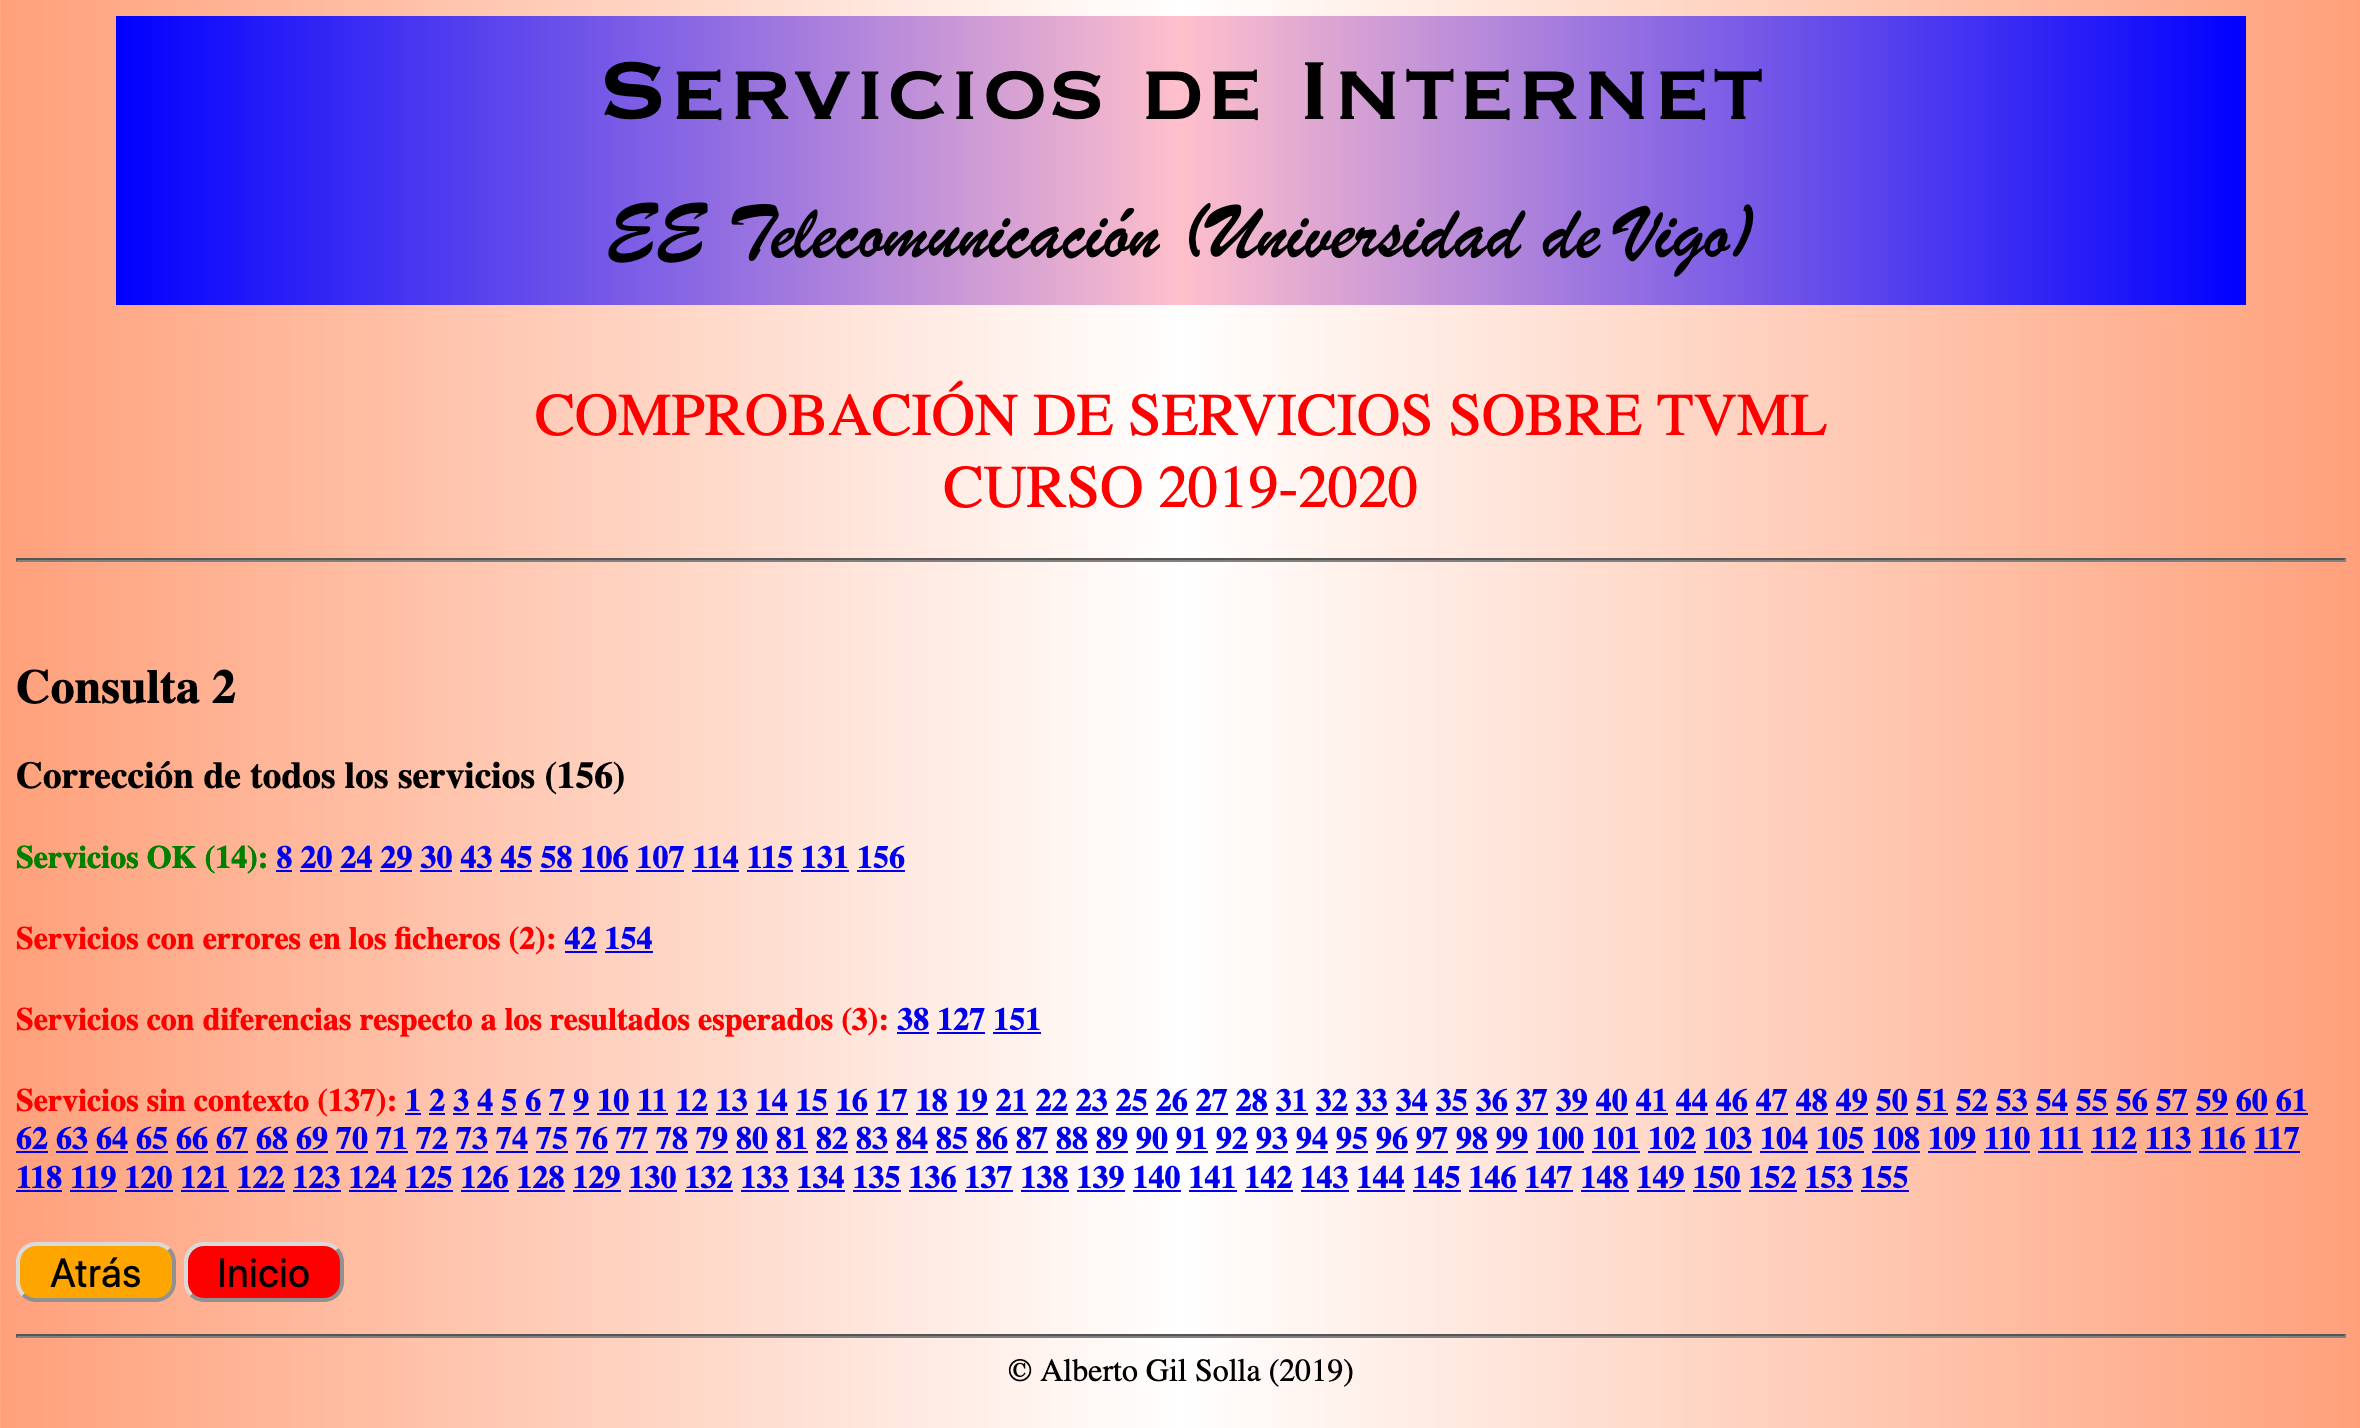 Servicios de Internet
EE Telecomunicación (Universidad de Vigo)
COMPROBACIÓN DE SERVICIOS SOBRE TVML
CURSO 2019-2020
Consulta 2
Corrección de todos los servicios (156)
Servicios OK (14): 8 20 24 29 30 43 45 58 106 107 114 115 131 156
Servicios con errores en los ficheros (2): 42 154
Servicios con diferencias respecto a los resultados esperados (3): 38 127 151
Servicios sin contexto (137): 1 2 3 4 5 6 7 9 10 11 12 13 14 15 16 17 18 19 21 22 23 25 26 27 28 31 32 33 34 35 36 37 39 40 41 44 46 47 48 49 50 51 52 53 54 55 56 57 59 60 61
62 63 64 65 66 67 68 69 70 71 72 73 74 75 76 77 78 79 80 81 82 83 84 85 86 87 88 89 90 91 92 93 94 95 96 97 98 99 100 101 102 103 104 105 108 109 110 111 112 113 116 117
118 119 120 121 122 123 124 125 126 128 129 130 132 133 134 135 136 137 138 139 140 141 142 143 144 145 146 147 148 149 150 152 153 155
Atrás Inicio
© Alberto Gil Solla (2019)